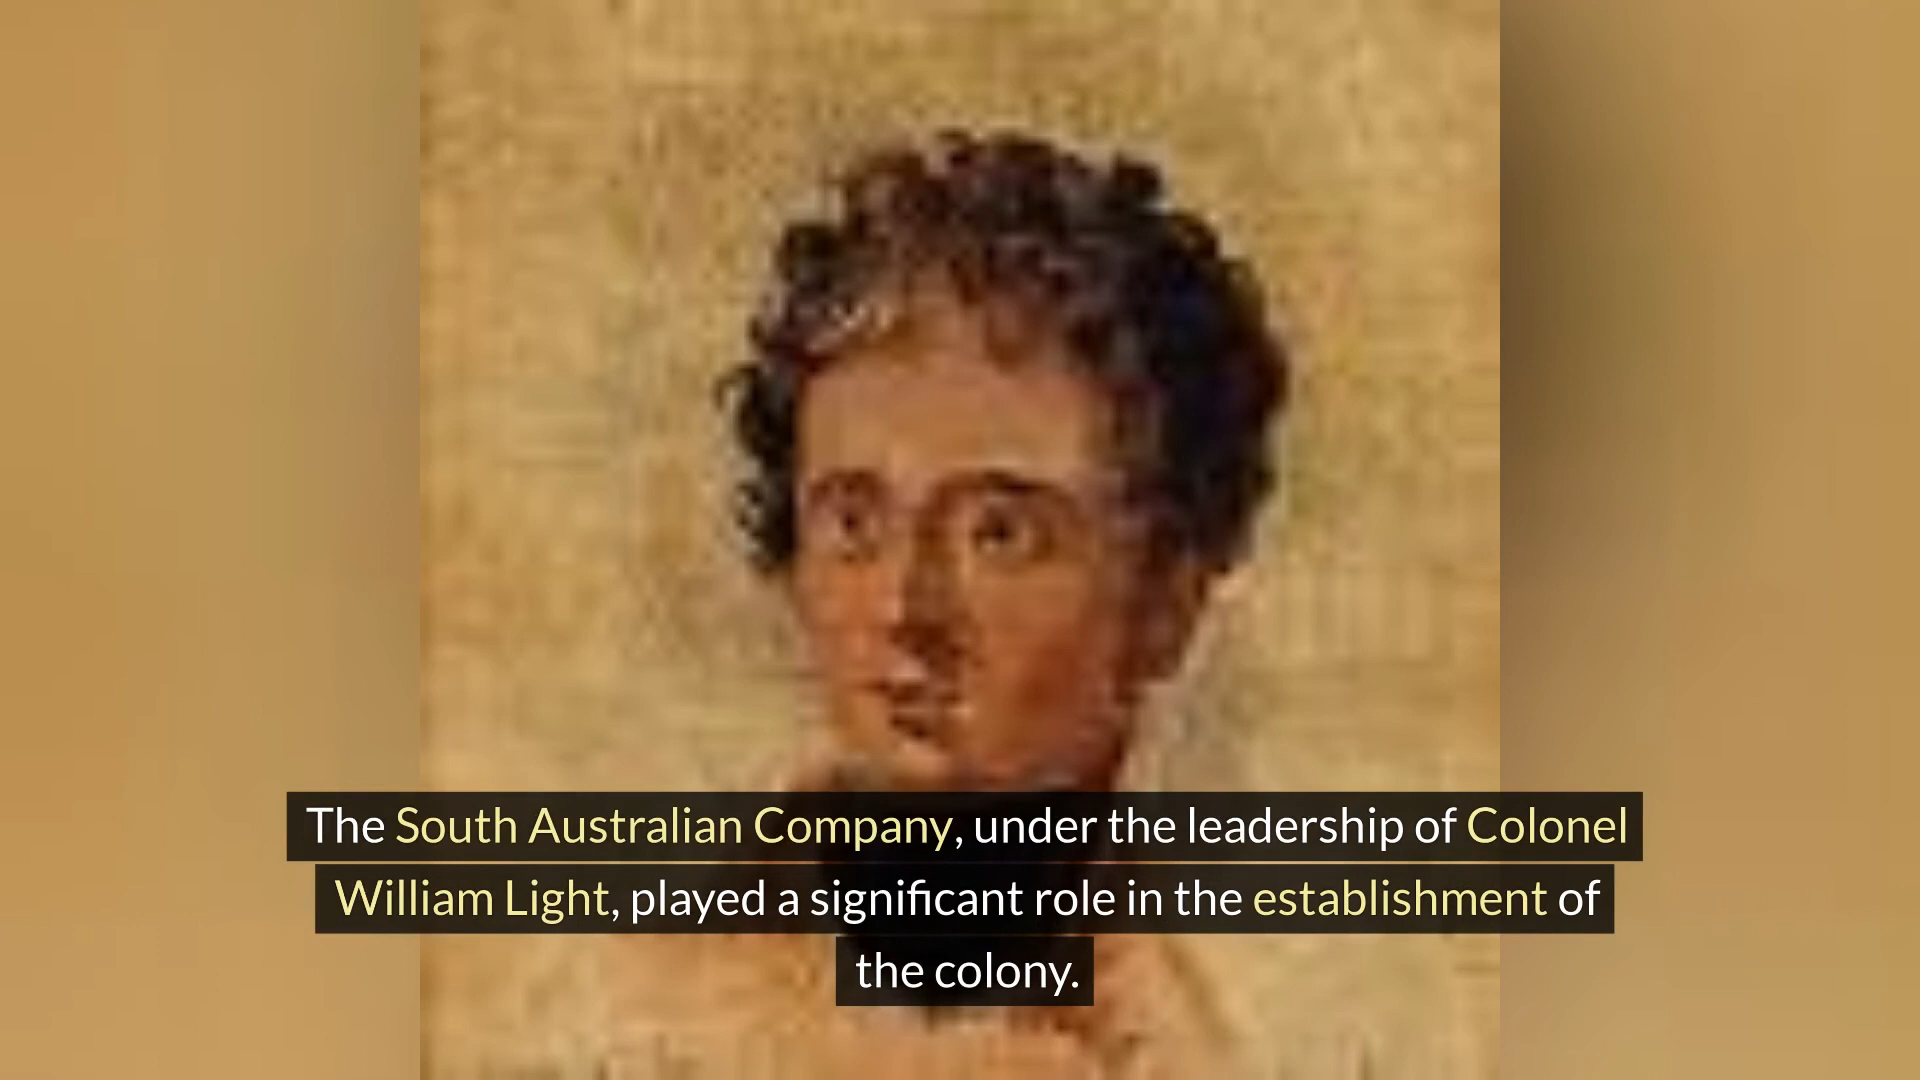 The South Australian Company, under the leadership of Colonel
William Light, played a significant role in the establishment of
the colony.